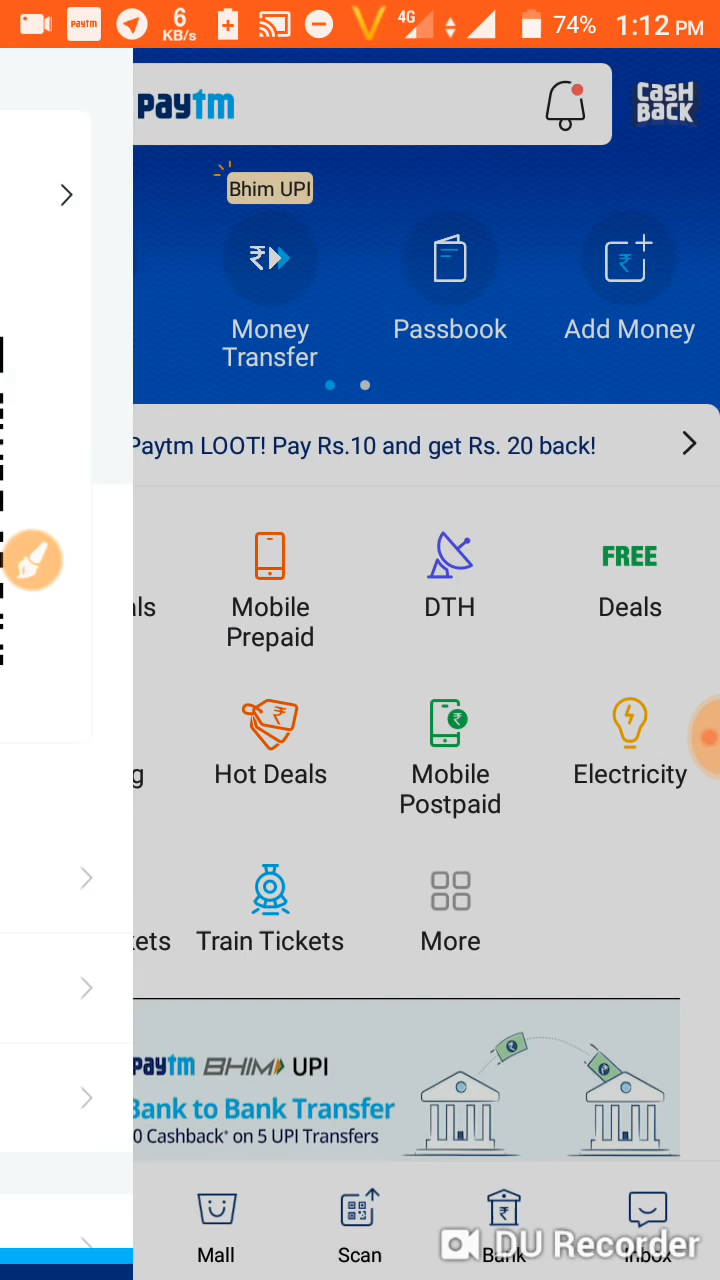 paytm
6
KB/s
4G
74%
1:12 PM
paytm
CASH
BACK
Bhim UPI
Money
Transfer
Passbook
Add Money
Paytm LOOT! Pay Rs.10 and get Rs. 20 back!
als
Mobile
Prepaid
DTH
FREE
Deals
g
Hot Deals
Mobile
Postpaid
Electricity
kets
Train Tickets
More
paytm BHIM UPI
Bank to Bank Transfer
0 Cashback* on 5 UPI Transfers
Mall
Scan
Bank
Inbox
DU Recorder